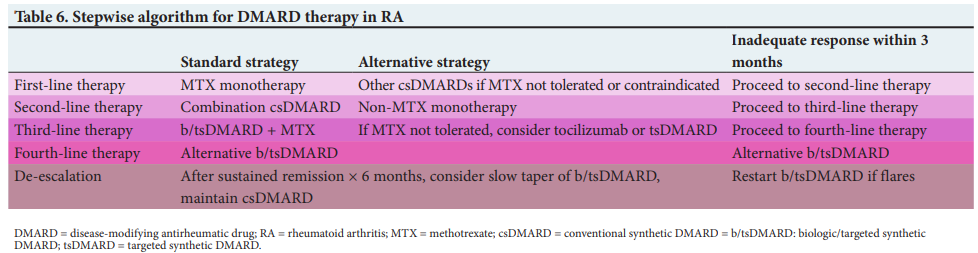 Table 6. Stepwise algorithm for DMARD therapy in RA
Standard strategy Alternative strategy Inadequate response within 3 months
First-line therapy MTX monotherapy Other csDMARDs if MTX not tolerated or contraindicated Proceed to second-line therapy
Second-line therapy Combination csDMARD Non-MTX monotherapy Proceed to third-line therapy
Third-line therapy b/tsDMARD + MTX If MTX not tolerated, consider tocilizumab or tsDMARD Proceed to fourth-line therapy
Fourth-line therapy Alternative b/tsDMARD Alternative b/tsDMARD
De-escalation After sustained remission × 6 months, consider slow taper of b/tsDMARD, Restart b/tsDMARD if flares
maintain csDMARD
DMARD = disease-modifying antirheumatic drug; RA = rheumatoid arthritis; MTX = methotrexate; csDMARD = conventional synthetic DMARD = b/tsDMARD: biologic/targeted synthetic
DMARD; tsDMARD = targeted synthetic DMARD.